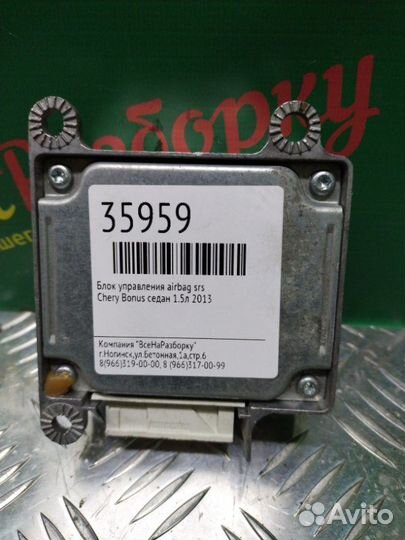 Разборку
35959
Блок управления airbag srs
Chery Bonus седан 1.5л 2013
Компания "ВсеНаРазборку"
г.Ногинск,ул.Бетонная,1а,стр.6
8(966)319-00-00, 8 (966)317-00-99
Avito